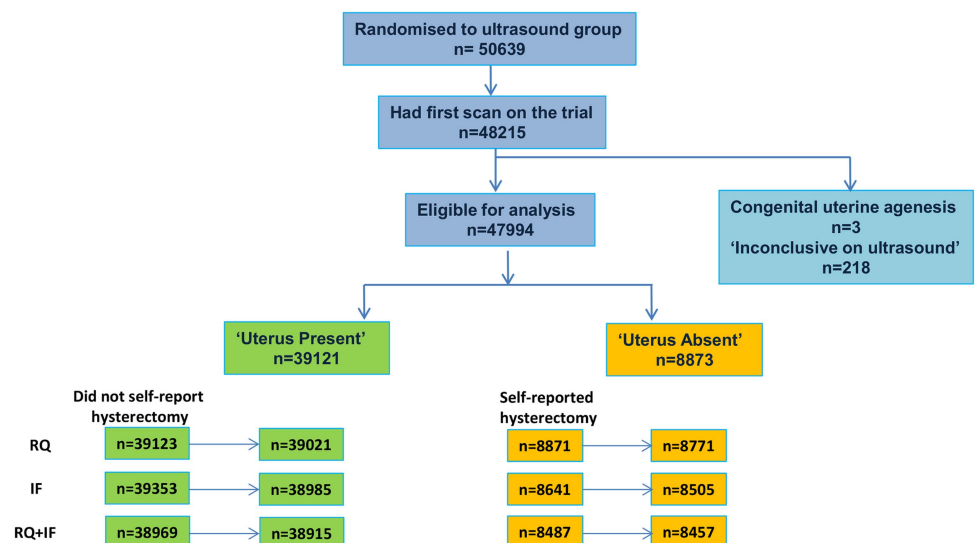 Randomised to ultrasound group
n= 50639
Had first scan on the trial
n=48215
Eligible for analysis
n=47994
Congenital uterine agenesis
n=3
‘Inconclusive on ultrasound’
n=218
‘Uterus Present’
n=39121
‘Uterus Absent’
n=8873
Did not self-report
hysterectomy
Self-reported
hysterectomy
RQ n=39123 n=39021 n=8871 n=8771
IF n=39353 n=38985 n=8641 n=8505
RQ+IF n=38969 n=38915 n=8487 n=8457